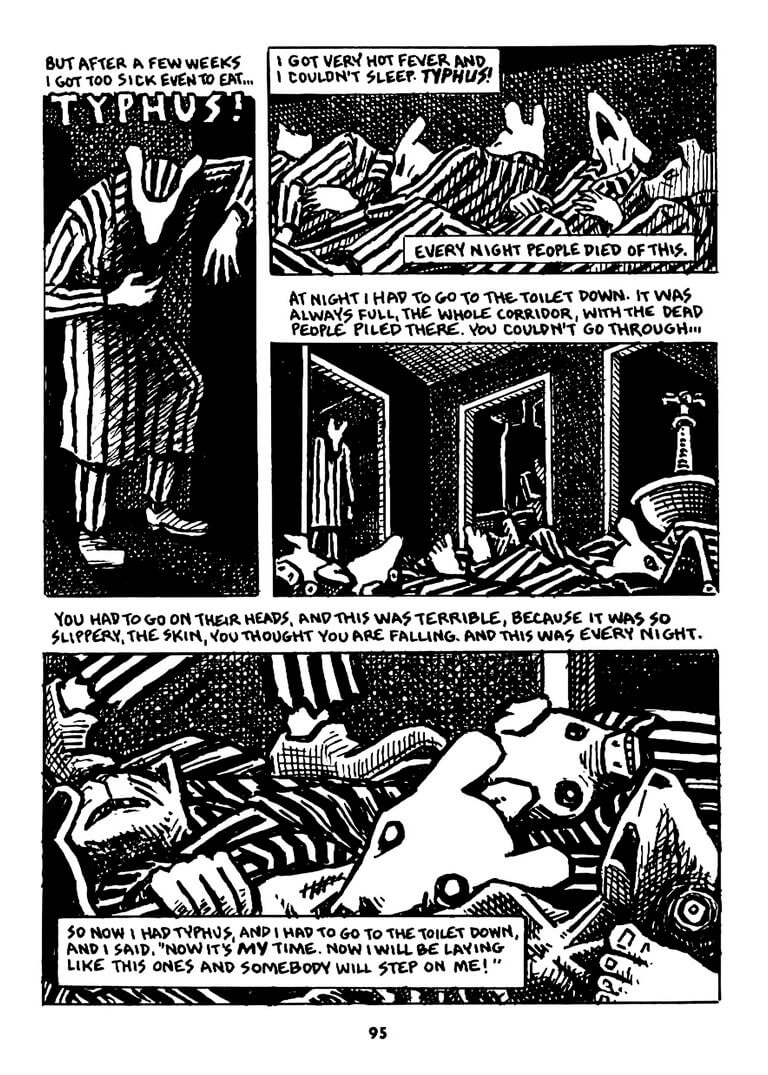 BUT AFTER A FEW WEEKS
I GOT TOO SICK EVEN TO EAT...
TYPHUS!
I GOT VERY HOT FEVER AND
I COULDN'T SLEEP. TYPHUS!
EVERY NIGHT PEOPLE DIED OF THIS.
AT NIGHT I HAD TO GO TO THE TOILET DOWN. IT WAS
ALWAYS FULL, THE WHOLE CORRIDOR, WITH THE DEAD
PEOPLE PILED THERE. YOU COULDN'T GO THROUGH...
YOU HAD TO GO ON THEIR HEADS, AND THIS WAS TERRIBLE, BECAUSE IT WAS SO
SLIPPERY, THE SKIN, YOU THOUGHT YOU ARE FALLING. AND THIS WAS EVERY NIGHT.
SO NOW I HAD TYPHUS, AND I HAD TO GO TO THE TOILET DOWN,
AND I SAID, "NOW IT'S MY TIME. NOW I WILL BE LAYING
LIKE THIS ONES AND SOMEBODY WILL STEP ON ME!"
95